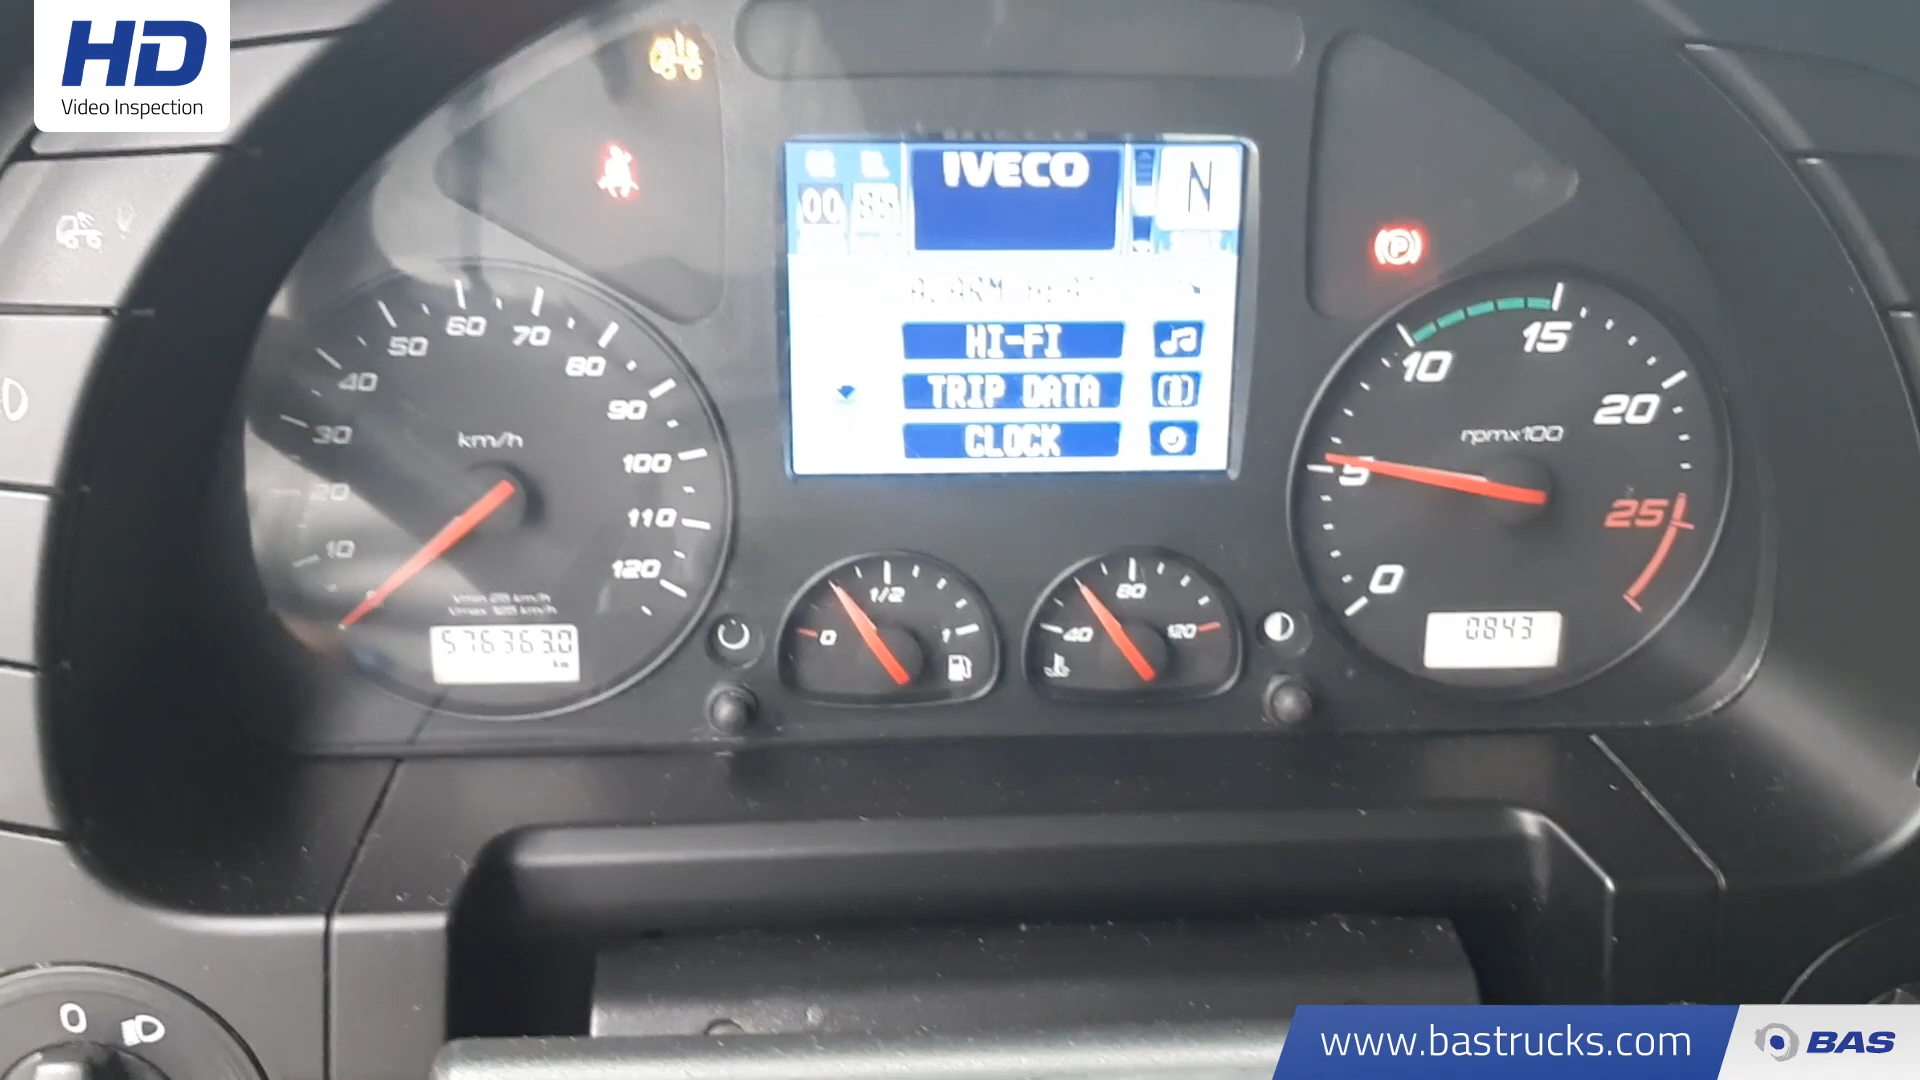 HD
Video Inspection
IVECO
N
00
HI-FI
TRIP DATA
CLOCK
km/h
10
20
30
40
50
60
70
80
90
100
110
120
576363.0
km
0
1/2
1
40
80
120
rpmx100
0
5
10
15
20
25
0843
P
0
www.bastrucks.com
BAS